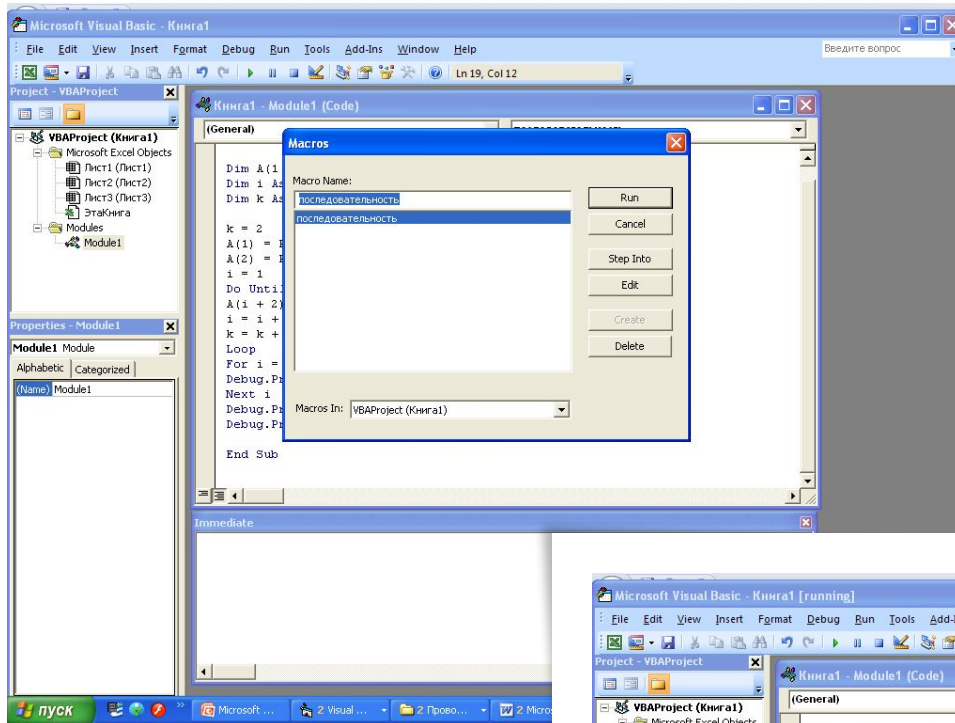 Microsoft Visual Basic - Книга1
File Edit View Insert Format Debug Run Tools Add-Ins Window Help
Введите вопрос
Ln 19, Col 12
Project - VBAProject
VBAProject (Книга1)
Microsoft Excel Objects
Лист1 (Лист1)
Лист2 (Лист2)
Лист3 (Лист3)
ЭтаКнига
Modules
Module1
Properties - Module1
Module1 Module
Alphabetic Categorized
(Name) Module1
Книга1 - Module1 (Code)
(General)
Dim A(1
Dim i As
Dim k As
k = 2
A(1) =
A(2) =
i = 1
Do Until
A(i + 2)
i = i +
k = k +
Loop
For i =
Debug.Pr
Next i
Debug.Pr
Debug.Pr
End Sub
Macros
Macro Name:
последовательность
последовательность
Run
Cancel
Step Into
Edit
Create
Delete
Macros In: VBAProject (Книга1)
Immediate
Microsoft Visual Basic - Книга1 [running]
File Edit View Insert Format Debug Run Tools Add-I
Project - VBAProject
VBAProject (Книга1)
Microsoft Excel Objects
Книга1 - Module1 (Code)
(General)
пуск
Microsoft ...
2 Visual ...
2 Прово...
2 Micro